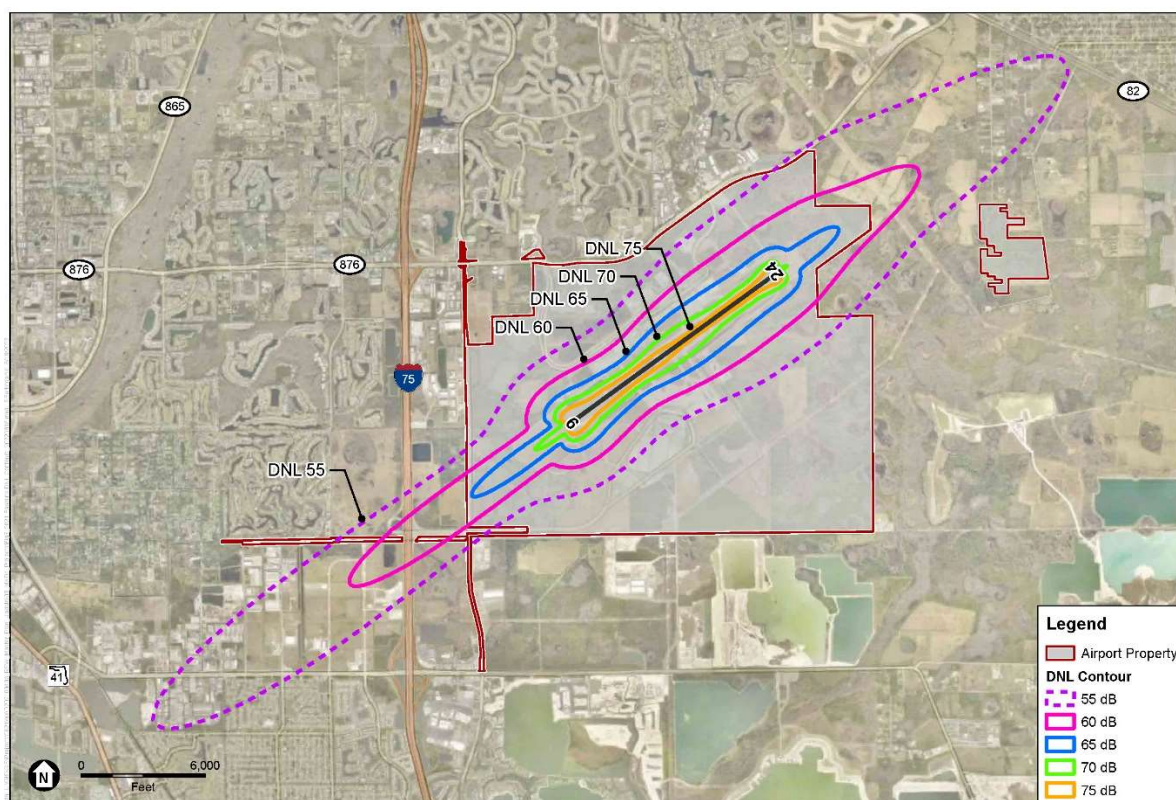 865
82
876
876
DNL 75
DNL 70
DNL 65
DNL 60
24
75
6
DNL 55
41
N
0 6,000
Feet
Legend
Airport Property
DNL Contour
55 dB
60 dB
65 dB
70 dB
75 dB